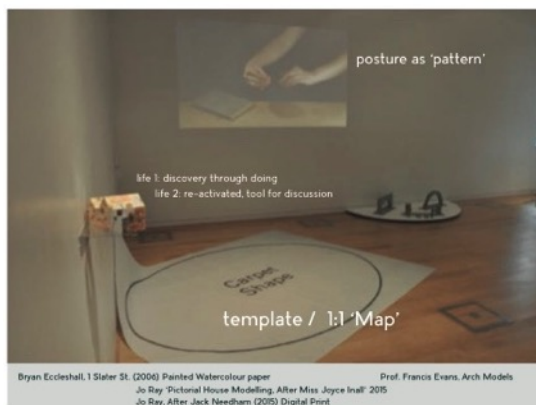 posture as ‘pattern’
life 1: discovery through doing
life 2: re-activated, tool for discussion
Carpet
Shape
template / 1:1 ‘Map’
Bryan Eccleshall, 1 Slater St. (2006) Painted Watercolour paper
Prof. Francis Evans, Arch Models
Jo Ray ‘Pictorial House Modelling, After Miss Joyce Inall’ 2015
Jo Ray, After Jack Needham (2015) Digital Print